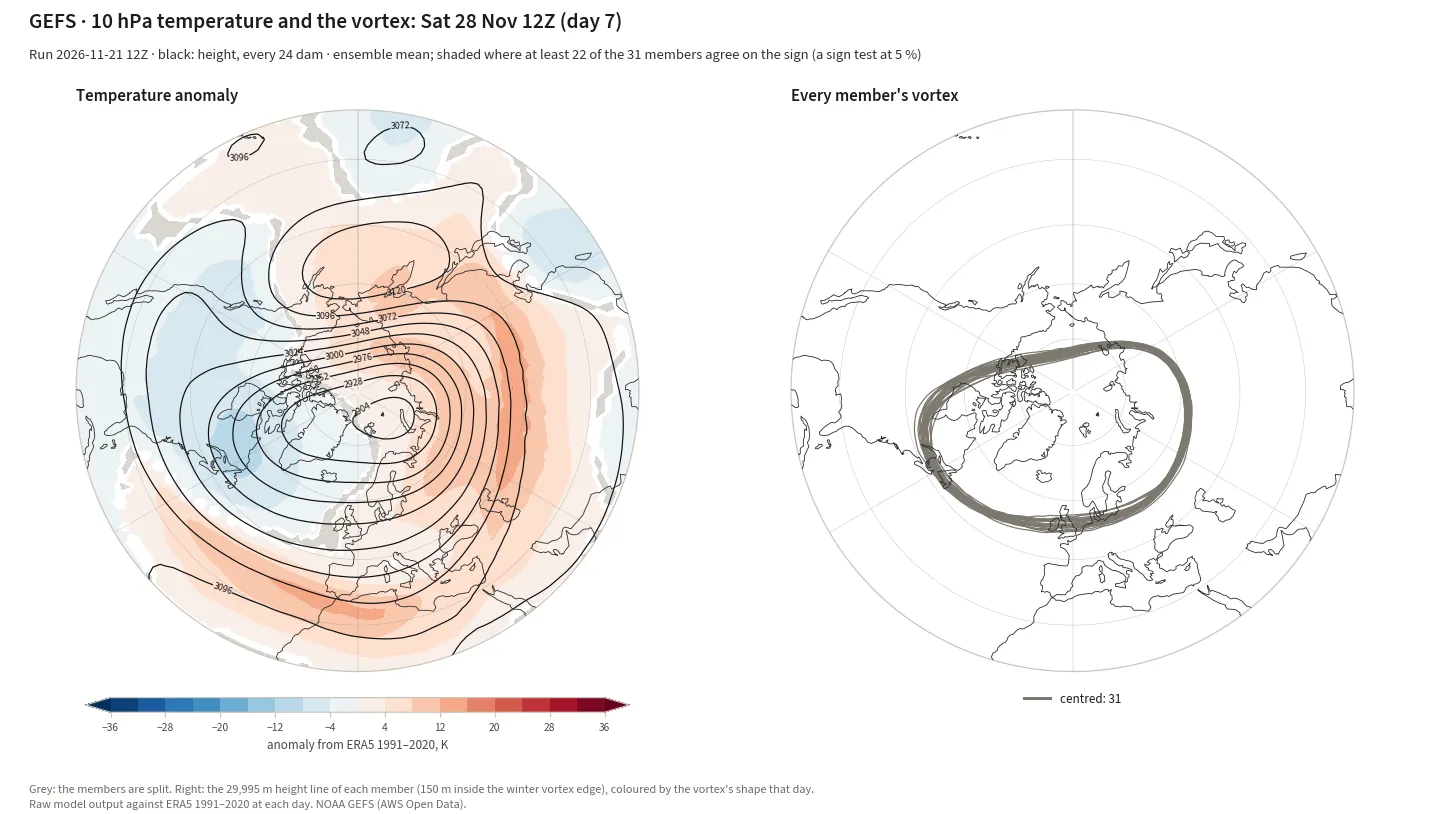 GEFS · 10 hPa temperature and the vortex: Sat 28 Nov 12Z (day 7)
Run 2026-11-21 12Z · black: height, every 24 dam · ensemble mean; shaded where at least 22 of the 31 members agree on the sign (a sign test at 5 %)
Temperature anomaly
Every member's vortex
3072
3096
3120
3096
3072
3048
3024
3000
2976
2952
2928
2904
3096
centred: 31
−36
−28
−20
−12
−4
4
12
20
28
36
anomaly from ERA5 1991–2020, K
Grey: the members are split. Right: the 29,995 m height line of each member (150 m inside the winter vortex edge), coloured by the vortex's shape that day.
Raw model output against ERA5 1991–2020 at each day. NOAA GEFS (AWS Open Data).